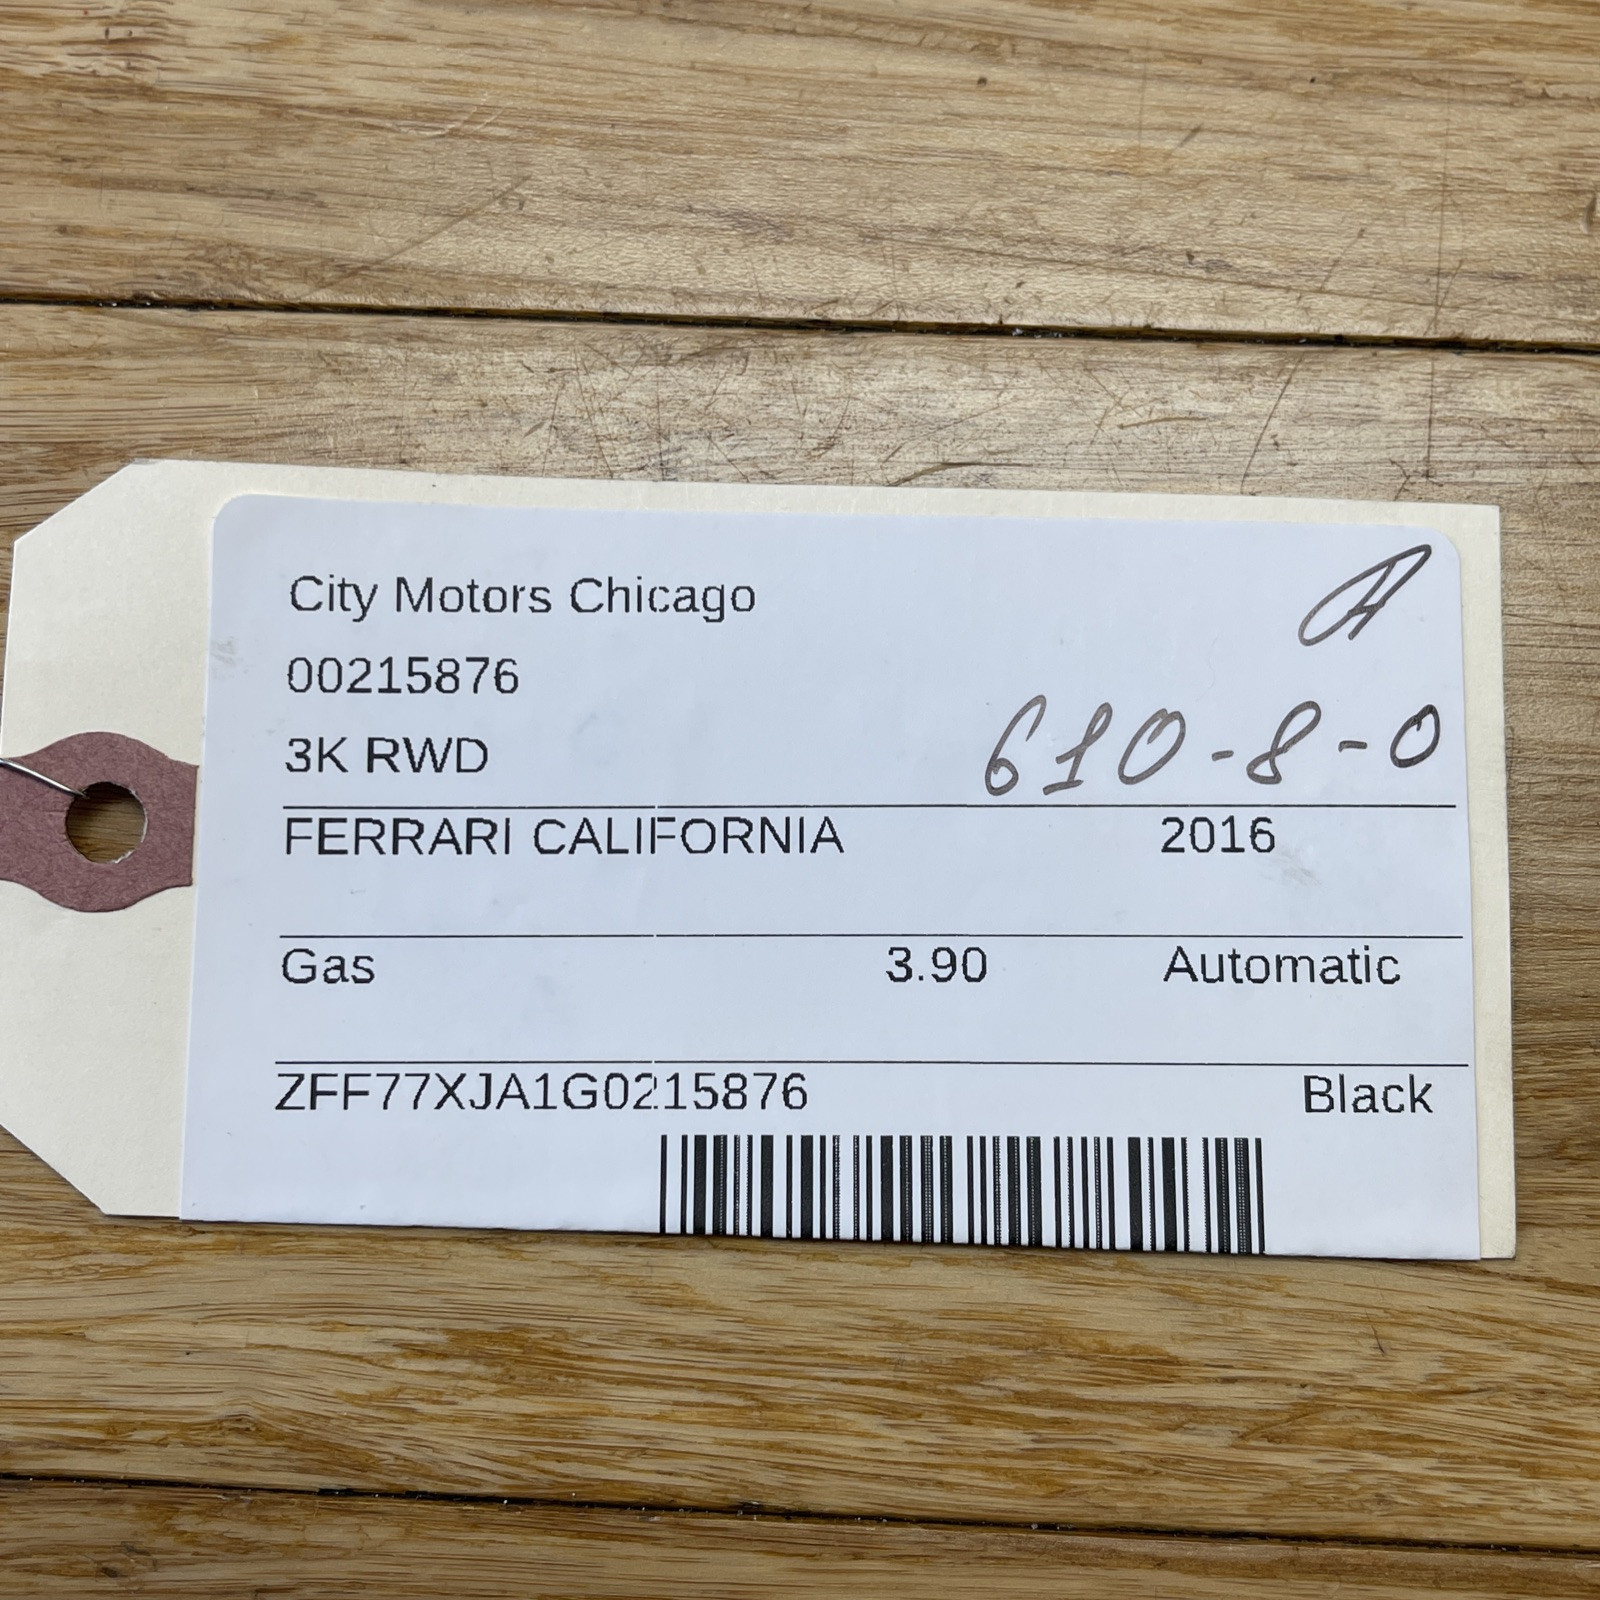 City Motors Chicago
00215876
3K RWD
610-8-0
FERRARI CALIFORNIA 2016
Gas 3.90 Automatic
ZFF77XJA1G0215876 Black